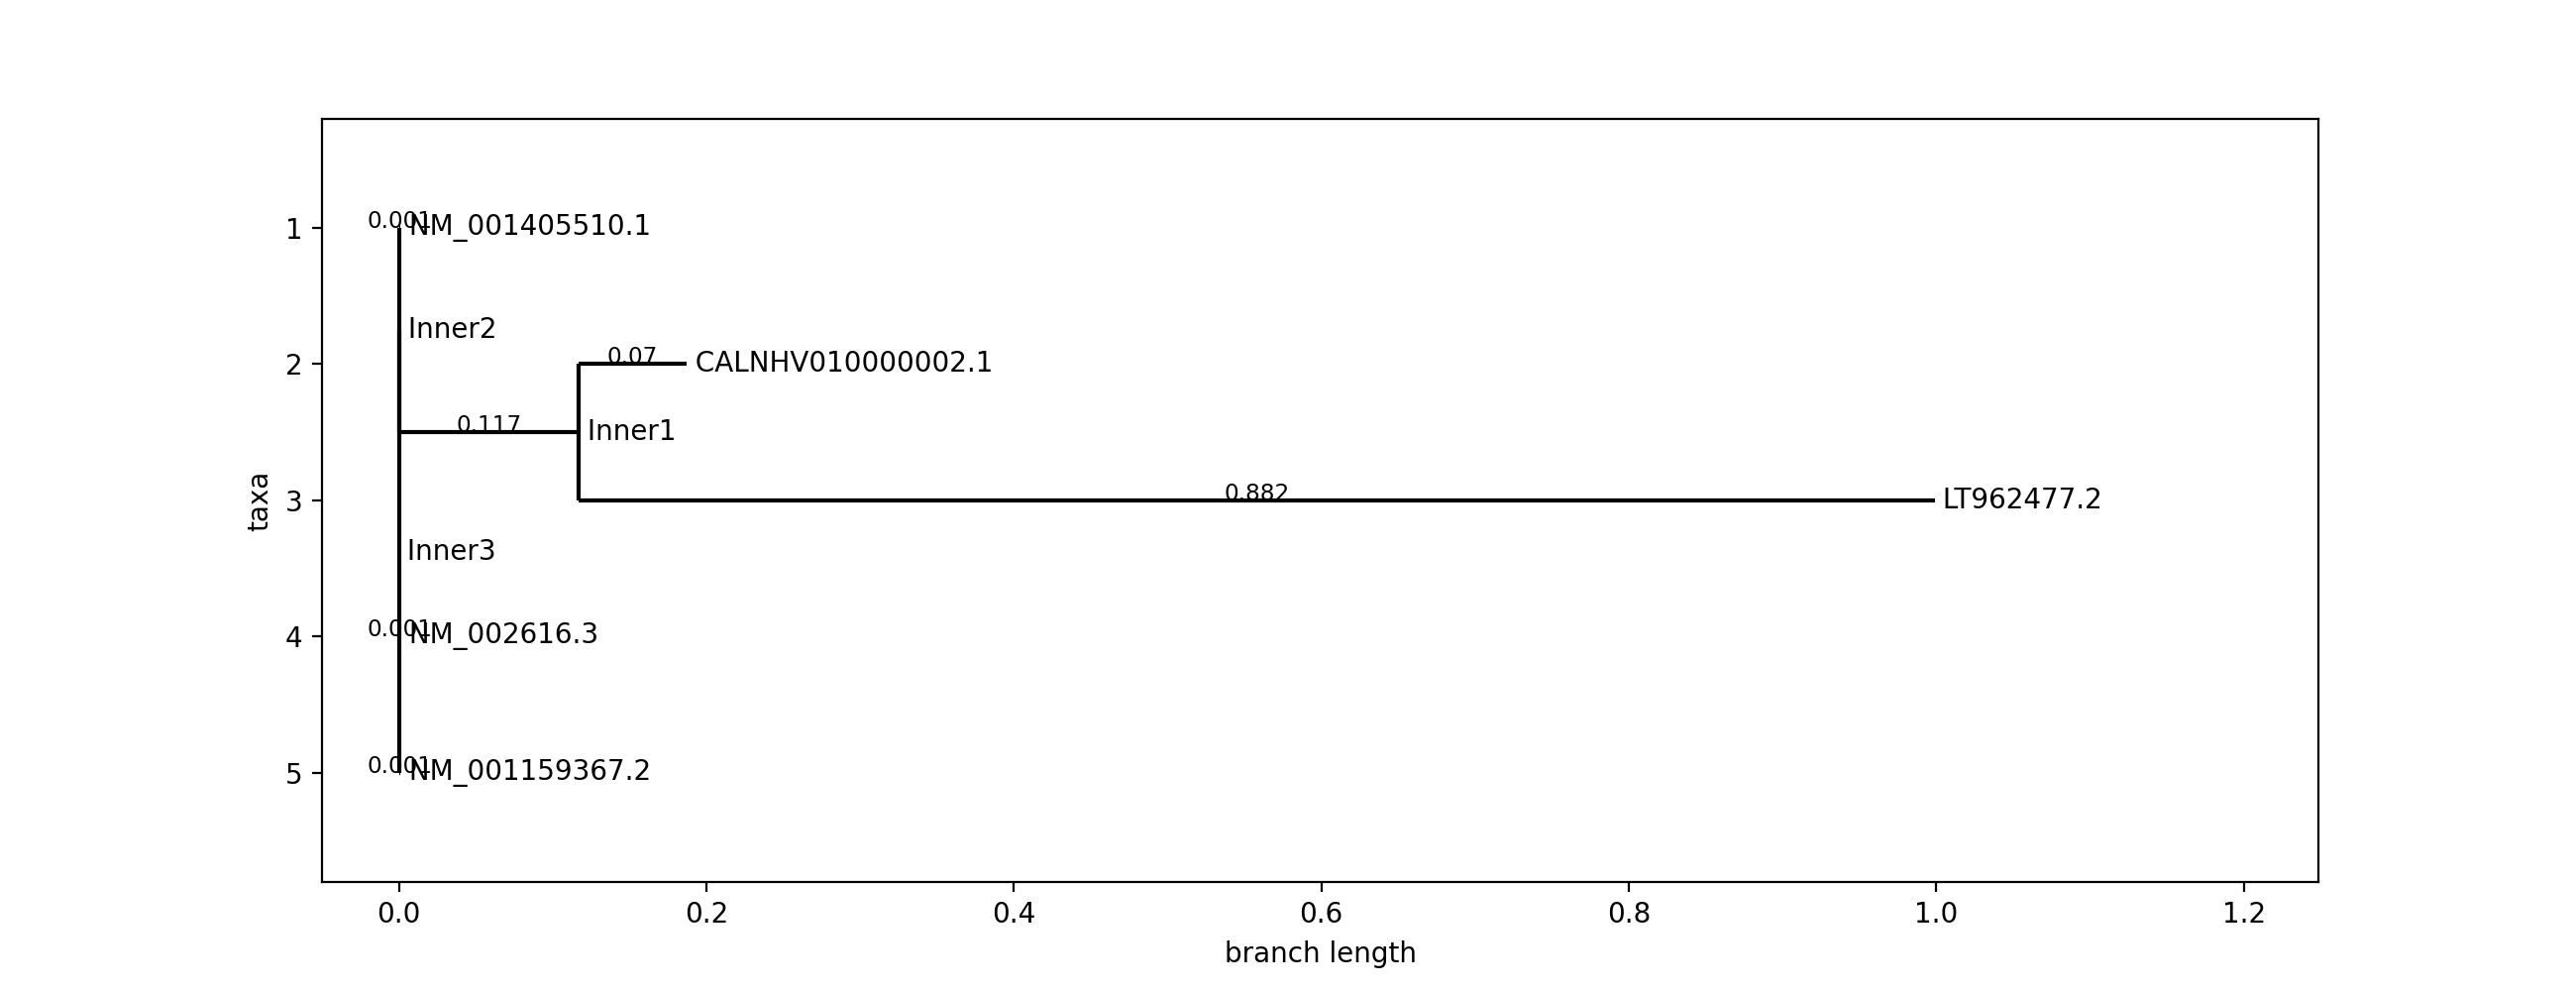 1
0.001
NM_001405510.1
Inner2
2
0.07
CALNHV010000002.1
0.117
Inner1
taxa
3
0.882
LT962477.2
Inner3
4
0.001
NM_002616.3
5
0.001
NM_001159367.2
0.0 0.2 0.4 0.6 0.8 1.0 1.2
branch length